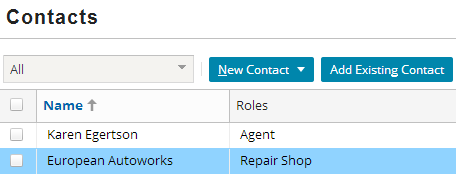 Contacts
All New Contact Add Existing Contact
Name Roles
Karen Egertson Agent
European Autoworks Repair Shop